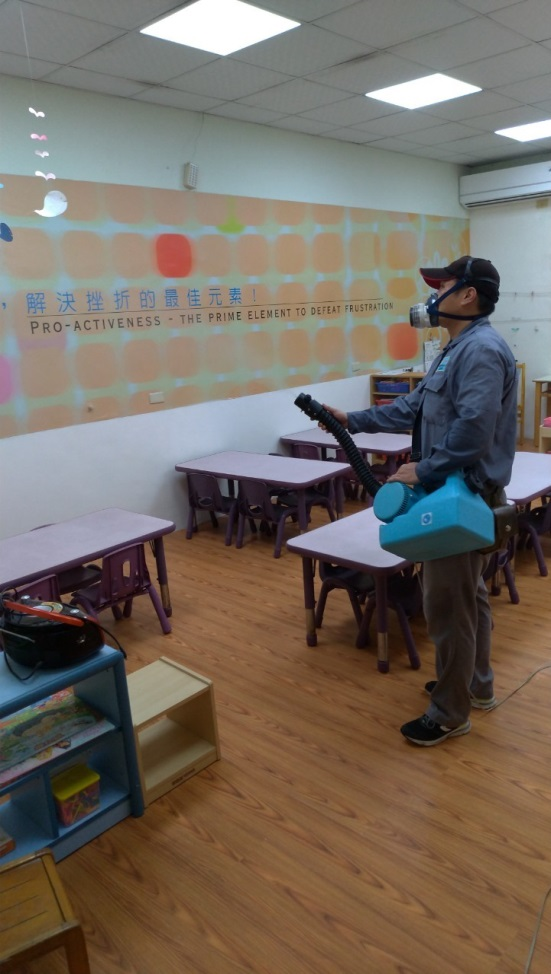 解決挫折的最佳元素！
PRO-ACTIVENESS - THE PRIME ELEMENT TO DEFEAT FRUSTRATION